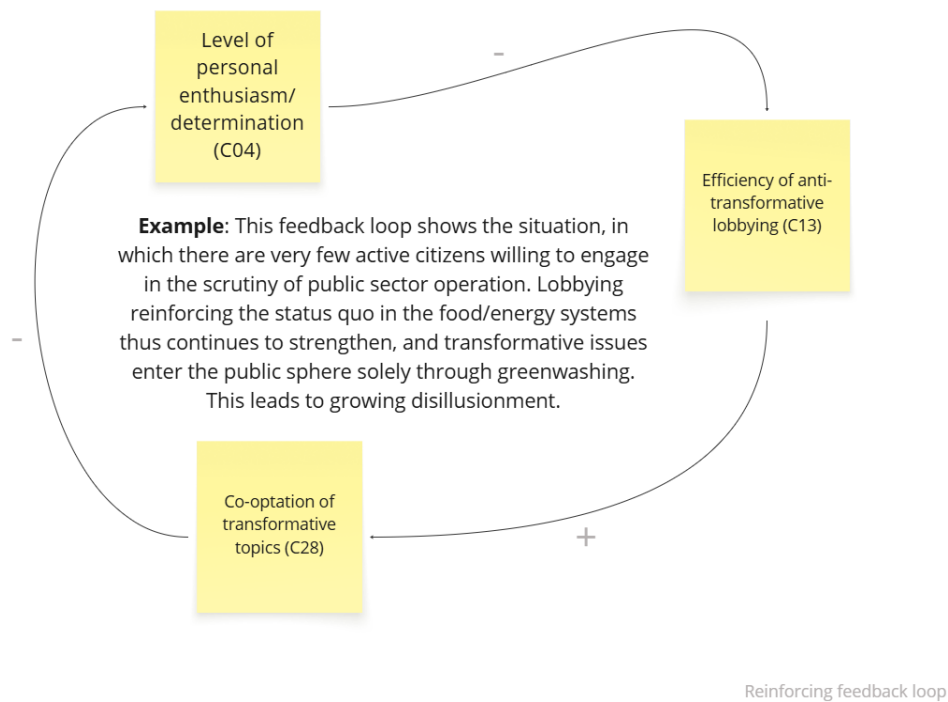 Level of
personal
enthusiasm/
determination
(C04)
-
Efficiency of anti-
transformative
lobbying (C13)
Example: This feedback loop shows the situation, in
which there are very few active citizens willing to engage
in the scrutiny of public sector operation. Lobbying
reinforcing the status quo in the food/energy systems
thus continues to strengthen, and transformative issues
enter the public sphere solely through greenwashing.
This leads to growing disillusionment.
-
Co-optation of
transformative
topics (C28)
+
Reinforcing feedback loop